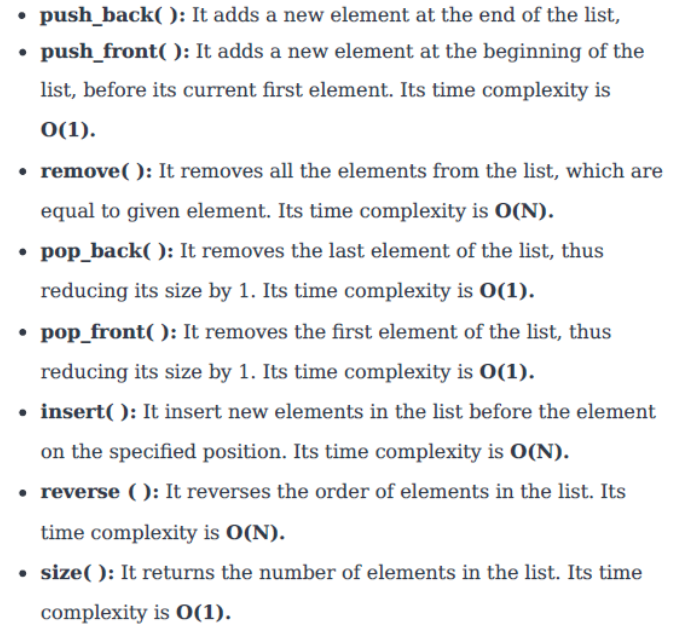 • push_back( ): It adds a new element at the end of the list,
• push_front( ): It adds a new element at the beginning of the
list, before its current first element. Its time complexity is
O(1).
• remove( ): It removes all the elements from the list, which are
equal to given element. Its time complexity is O(N).
• pop_back( ): It removes the last element of the list, thus
reducing its size by 1. Its time complexity is O(1).
• pop_front( ): It removes the first element of the list, thus
reducing its size by 1. Its time complexity is O(1).
• insert( ): It insert new elements in the list before the element
on the specified position. Its time complexity is O(N).
• reverse ( ): It reverses the order of elements in the list. Its
time complexity is O(N).
• size( ): It returns the number of elements in the list. Its time
complexity is O(1).